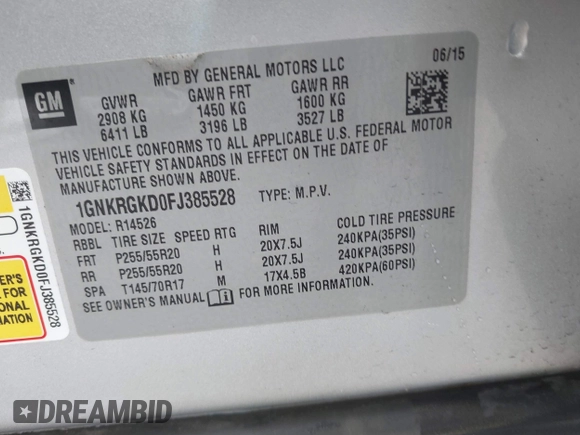 06/15
MFD BY GENERAL MOTORS LLC
GM
GVWR GAWR FRT GAWR RR
2908 KG 1450 KG 1600 KG
6411 LB 3196 LB 3527 LB
THIS VEHICLE CONFORMS TO ALL APPLICABLE U.S. FEDERAL MOTOR
VEHICLE SAFETY STANDARDS IN EFFECT ON THE DATE OF
MANUFACTURE SHOWN ABOVE.
1GNKRGKD0FJ385528 TYPE: M.P.V.
MODEL: R14526
RBBL TIRE SIZE SPEED RTG RIM COLD TIRE PRESSURE
FRT P255/55R20 H 20X7.5J 240KPA(35PSI)
RR P255/55R20 H 20X7.5J 240KPA(35PSI)
SPA T145/70R17 M 17X4.5B 420KPA(60PSI)
SEE OWNER'S MANUAL FOR MORE INFORMATION
1GNKRGKD0FJ385528
OWNER'S
FOR
IONAL
MATION
DREAMBID